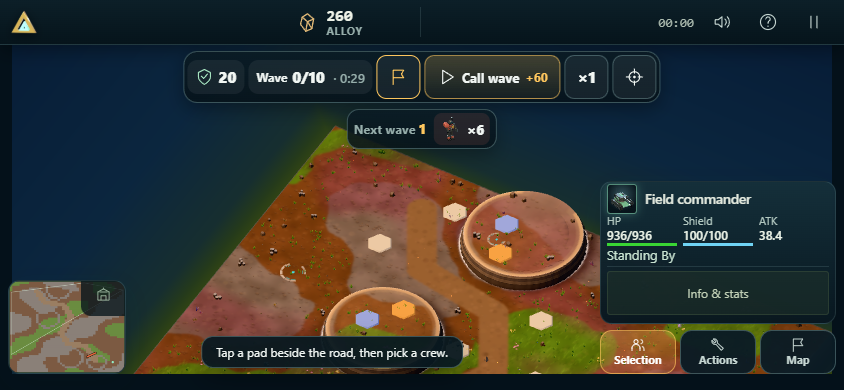 260
ALLOY
00:00
20
Wave 0/10 · 0:29
Call wave +60
×1
Next wave 1
×6
Field commander
HP
Shield
ATK
936/936
100/100
38.4
Standing By
Info & stats
Tap a pad beside the road, then pick a crew.
Selection
Actions
Map